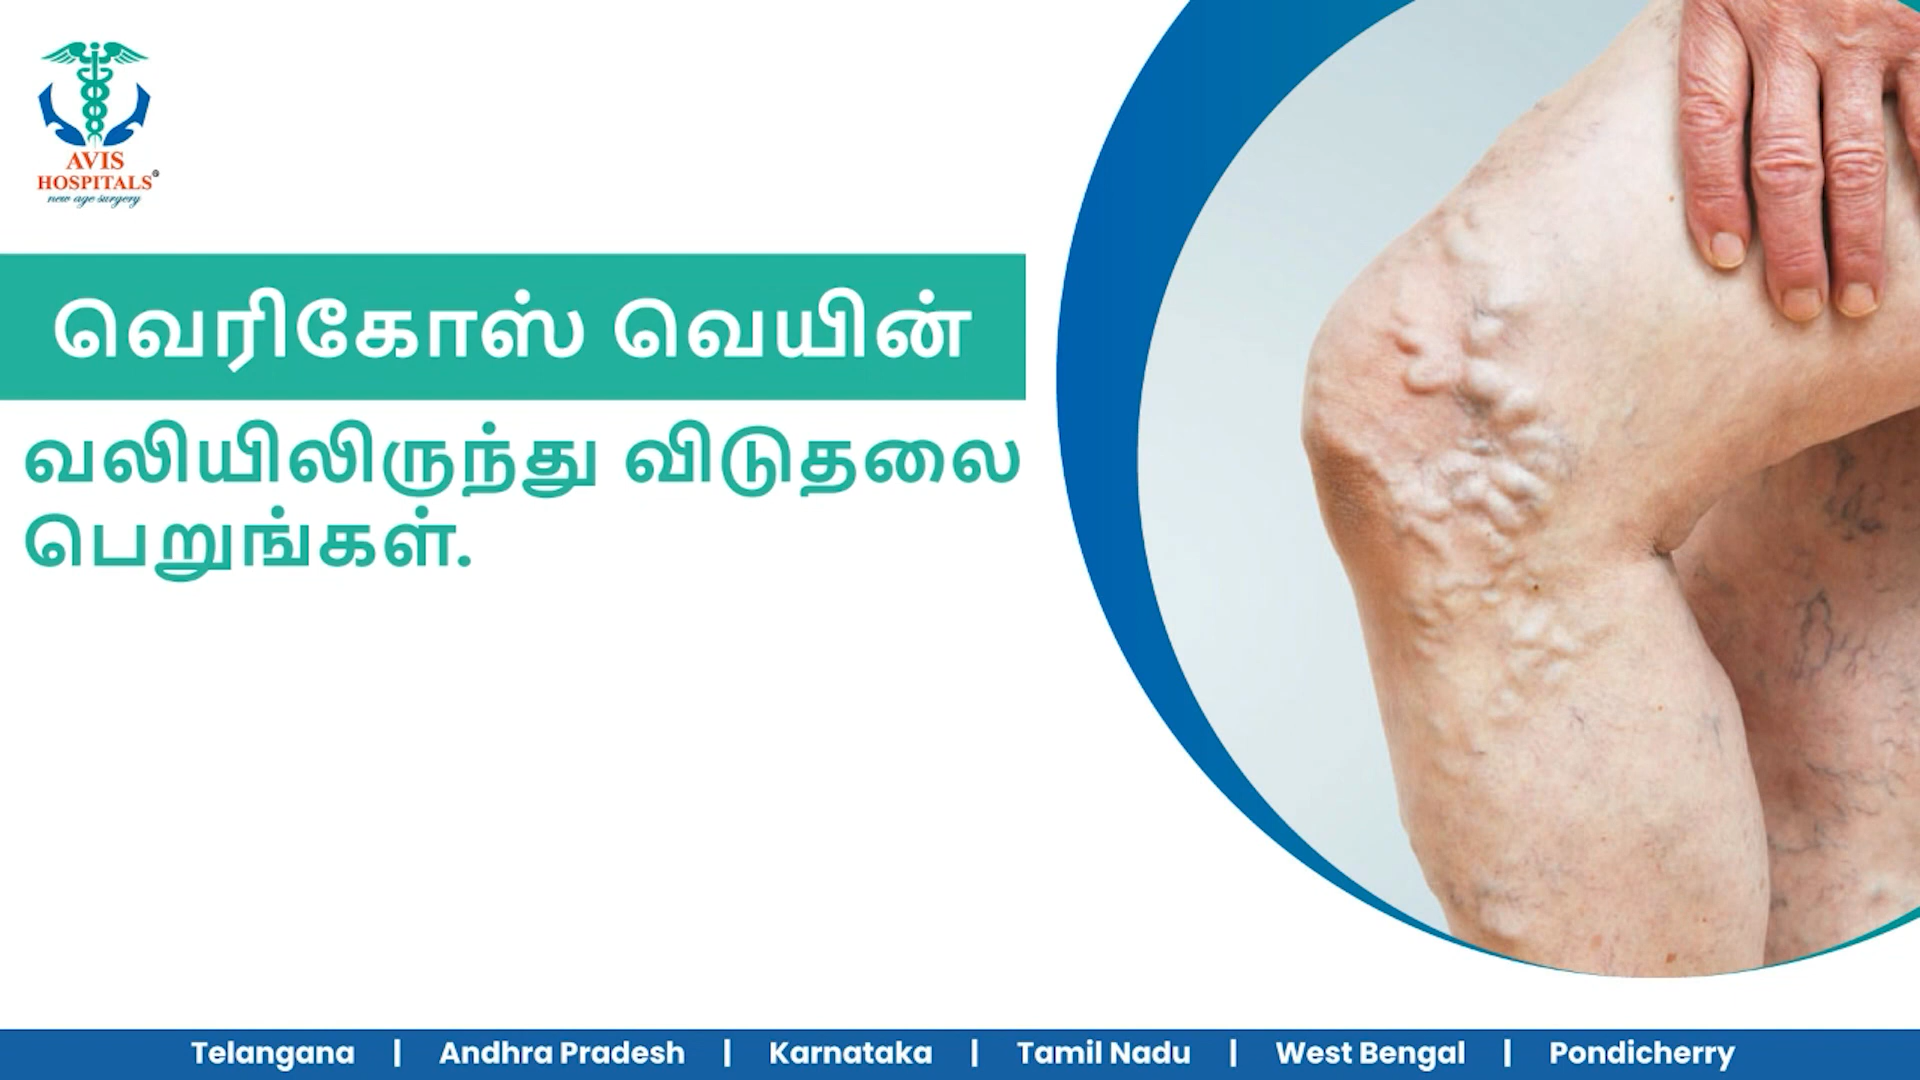 AVIS
HOSPITALS®
new age surgery
வெரிகோஸ் வெயின்
வலியிலிருந்து விடுதலை
பெறுங்கள்.
Telangana | Andhra Pradesh | Karnataka | Tamil Nadu | West Bengal | Pondicherry